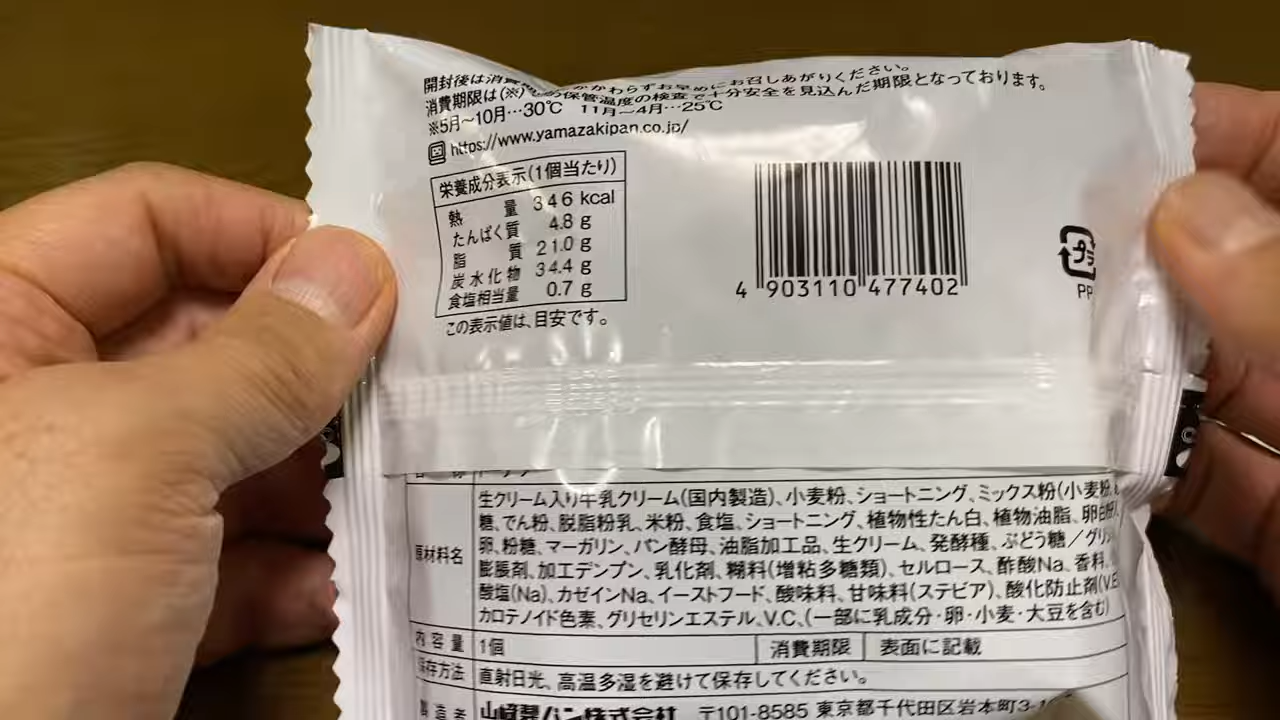 開封後は消費
かかわらずお早めにお召しあがりください。
消費期限は(※)の保管温度の検査で十分安全を見込んだ期限となっております。
※5月~10月…30℃ 11月~4月…25℃
https://www.yamazakipan.co.jp/
栄養成分表示(1個当たり)
熱量 346 kcal
たんぱく質 4.8 g
脂質 21.0 g
炭水化物 34.4 g
食塩相当量 0.7 g
この表示値は、目安です。
4 903110 477402
プラ
PP
原材料名
生クリーム入り牛乳クリーム(国内製造)、小麦粉、ショートニング、ミックス粉(小麦粉、
糖、でん粉、脱脂粉乳、米粉、食塩、ショートニング、植物性たん白、植物油脂、卵白粉)、
卵、粉糖、マーガリン、パン酵母、油脂加工品、生クリーム、発酵種、ぶどう糖/グリシ
膨脹剤、加工デンプン、乳化剤、糊料(増粘多糖類)、セルロース、酢酸Na、香料、
酸塩(Na)、カゼインNa、イーストフード、酸味料、甘味料(ステビア)、酸化防止剤(V.E
カロテノイド色素、グリセリンエステル、V.C、(一部に乳成分・卵・小麦・大豆を含む)
内容量 1個 消費期限 表面に記載
保存方法 直射日光、高温多湿を避けて保存してください。
製造者 山崎製パン株式会社 〒101-8585 東京都千代田区岩本町3-1